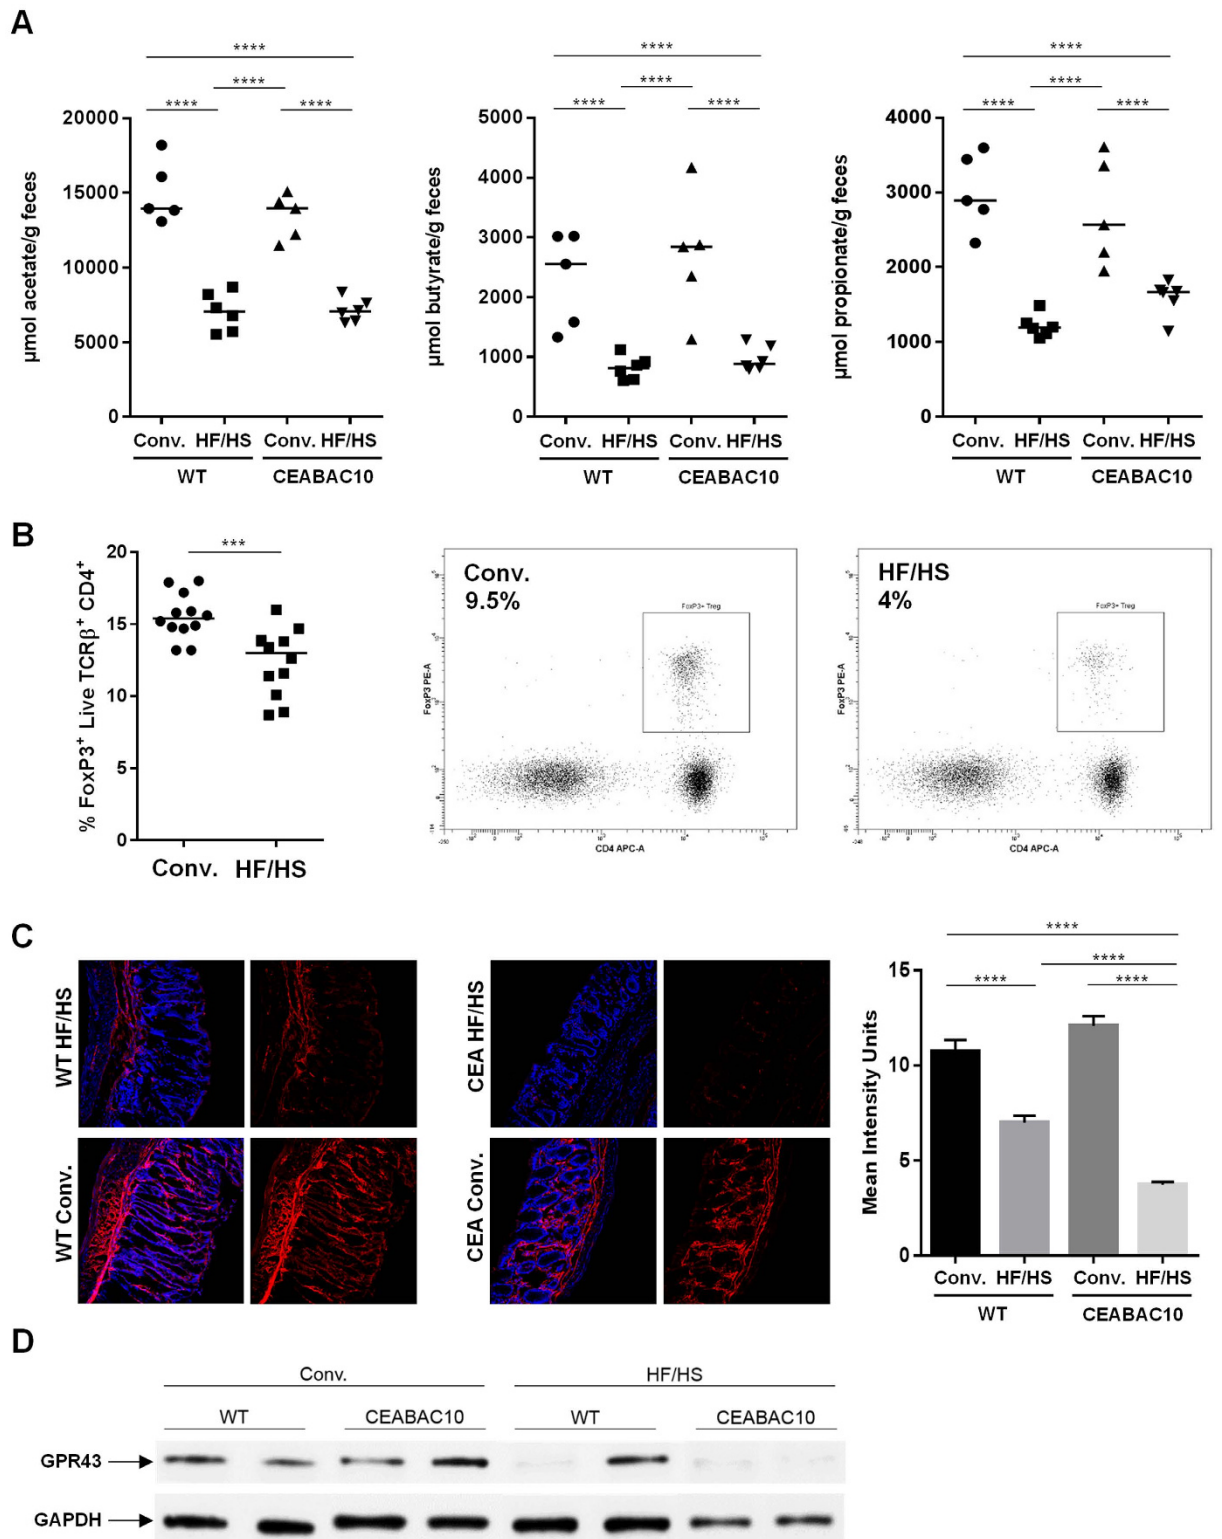 A
**** **** **** ****
µmol acetate/g feces
20000
15000
10000
5000
0
Conv. HF/HS Conv. HF/HS
WT CEABAC10
**** **** **** ****
µmol butyrate/g feces
5000
4000
3000
2000
1000
0
Conv. HF/HS Conv. HF/HS
WT CEABAC10
**** **** **** ****
µmol propionate/g feces
4000
3000
2000
1000
0
Conv. HF/HS Conv. HF/HS
WT CEABAC10
B
***
% FoxP3⁺ Live TCRβ⁺ CD4⁺
20
15
10
5
0
Conv. HF/HS
Conv.
9.5%
FoxP3+ Treg
FoxP3 PE-A
CD4 APC-A
HF/HS
4%
FoxP3+ Treg
FoxP3 PE-A
CD4 APC-A
C
WT HF/HS
CEA HF/HS
WT Conv.
CEA Conv.
**** **** **** ****
Mean Intensity Units
15
10
5
0
Conv. HF/HS Conv. HF/HS
WT CEABAC10
D
Conv. HF/HS
WT CEABAC10 WT CEABAC10
GPR43
GAPDH